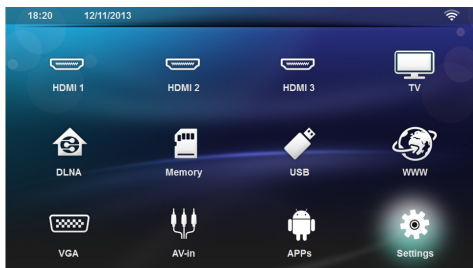 18:20 12/11/2013
HDMI 1 HDMI 2 HDMI 3 TV
DLNA Memory USB WWW
VGA AV-in APPs Settings